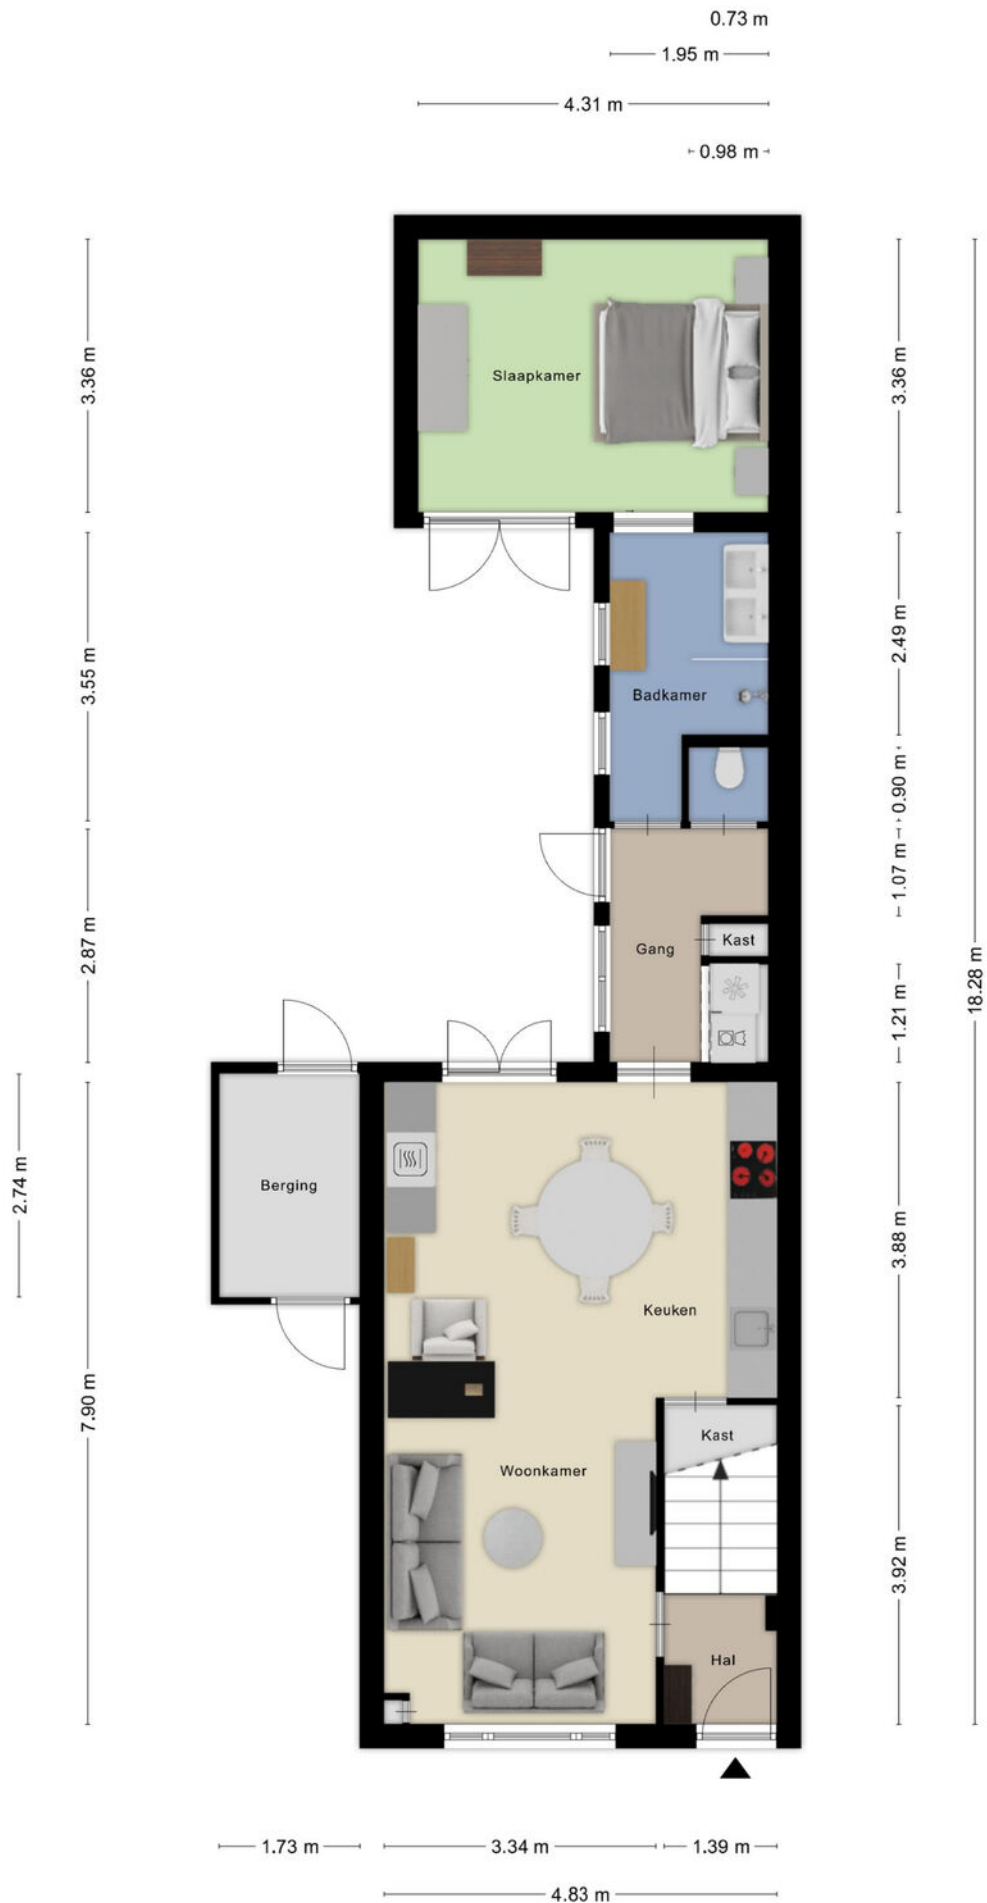 0.73 m
1.95 m
4.31 m
0.98 m
3.36 m
3.36 m
Slaapkamer
2.49 m
3.55 m
Badkamer
0.90 m
1.07 m
2.87 m
Gang
Kast
18.28 m
1.21 m
2.74 m
Berging
3.88 m
Keuken
7.90 m
Kast
Woonkamer
3.92 m
Hal
1.73 m
3.34 m
1.39 m
4.83 m